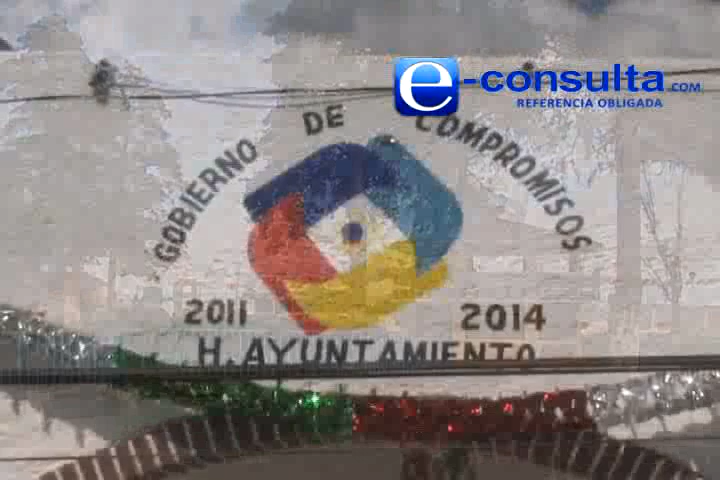 e-consulta.com
REFERENCIA OBLIGADA
GOBIERNO DE COMPROMISOS
2011 2014
H. AYUNTAMIENTO